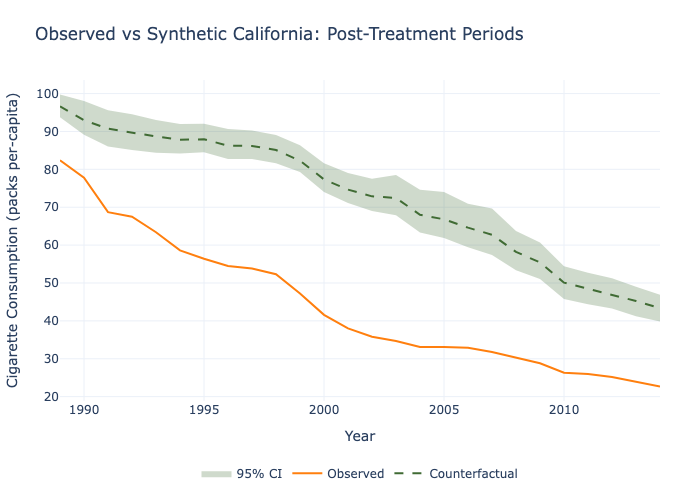 Observed vs Synthetic California: Post-Treatment Periods
Cigarette Consumption (packs per-capita)
100
90
80
70
60
50
40
30
20
1990
1995
2000
2005
2010
Year
95% CI
Observed
Counterfactual